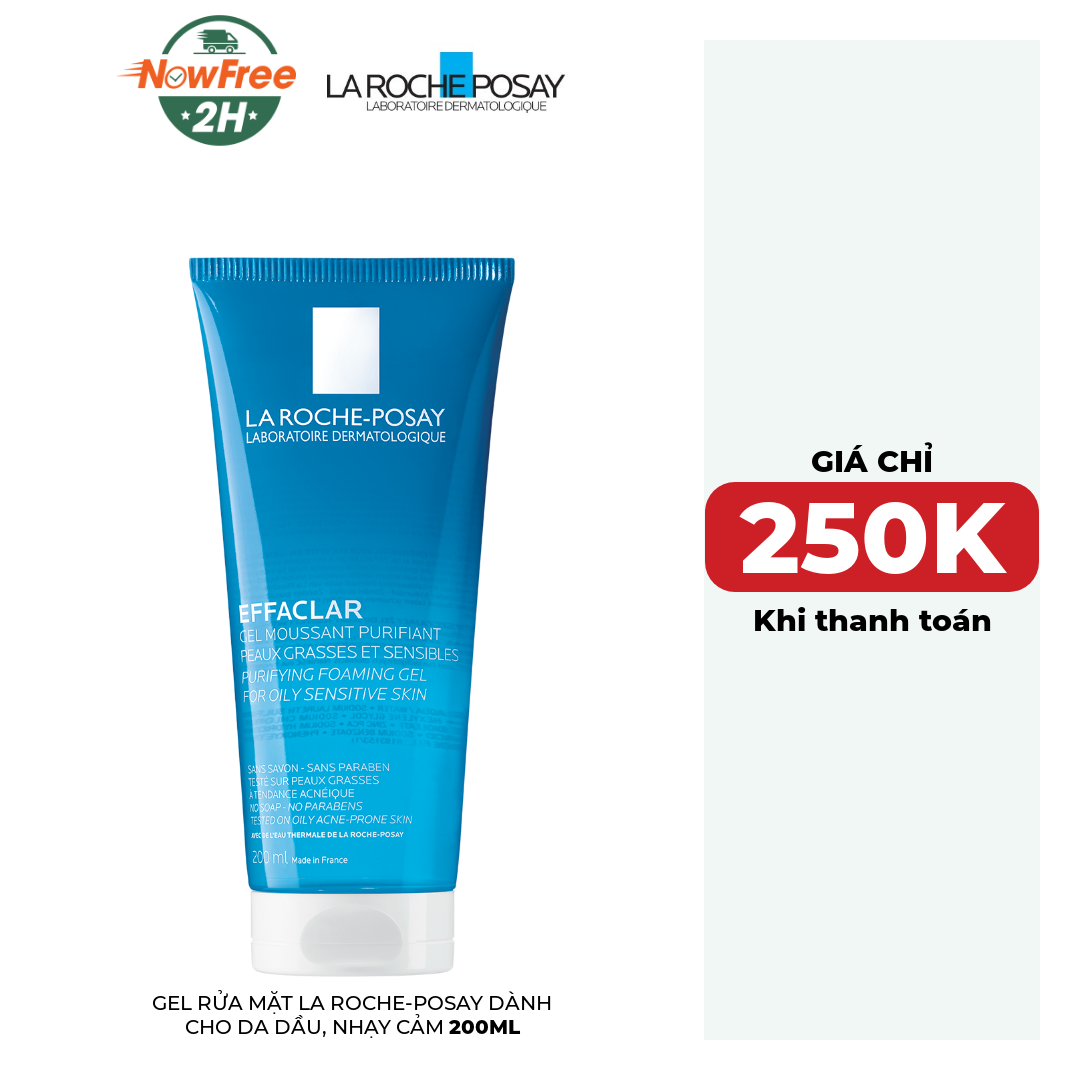 NowFree
2H
LA ROCHE POSAY
LABORATOIRE DERMATOLOGIQUE
LA ROCHE-POSAY
LABORATOIRE DERMATOLOGIQUE
EFFACLAR
GEL MOUSSANT PURIFIANT
PEAUX GRASSES ET SENSIBLES
PURIFYING FOAMING GEL
FOR OILY SENSITIVE SKIN
SANS SAVON - SANS PARABEN
TESTÉ SUR PEAUX GRASSES
À TENDANCE ACNÉIQUE
NO SOAP - NO PARABENS
TESTED ON OILY ACNE-PRONE SKIN
AVEC DE L'EAU THERMALE DE LA ROCHE-POSAY
200 ml Made in France
GEL RỬA MẶT LA ROCHE-POSAY DÀNH
CHO DA DẦU, NHẠY CẢM 200ML
GIÁ CHỈ
250K
Khi thanh toán